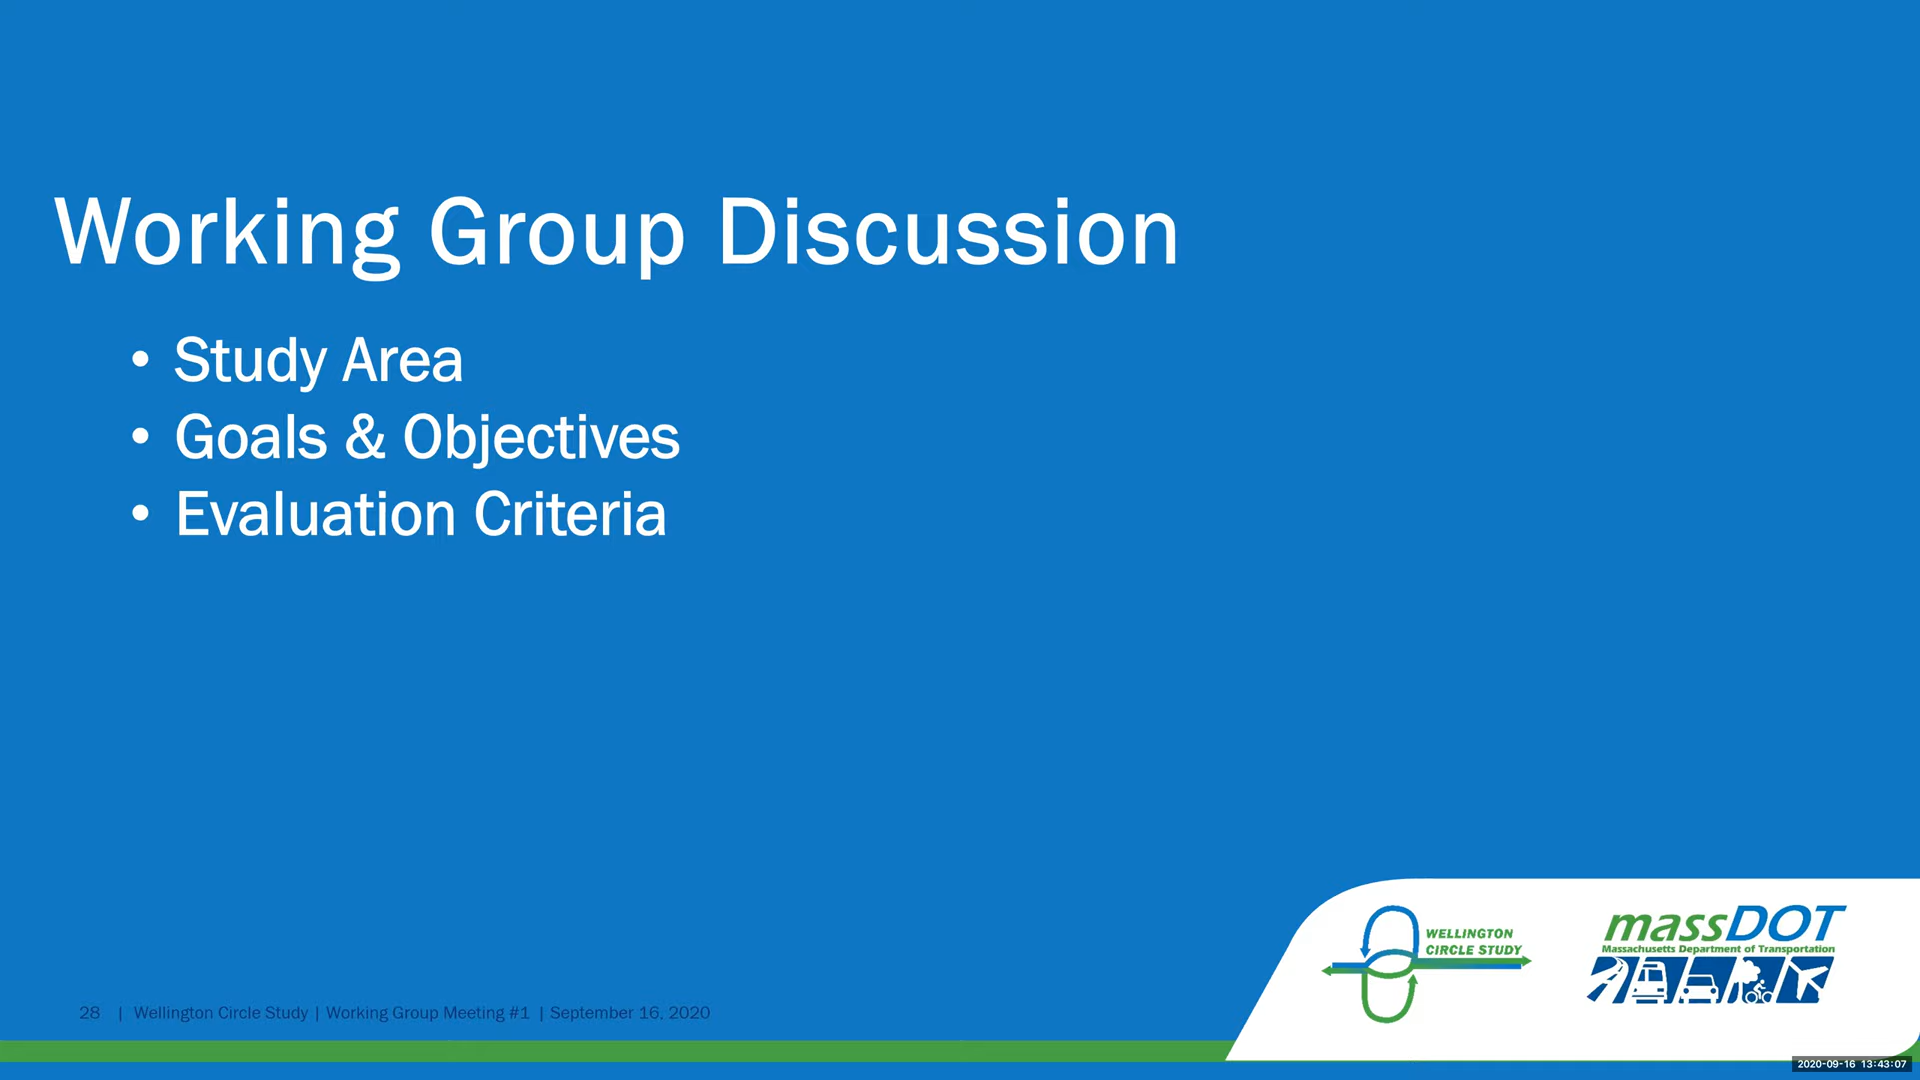 Working Group Discussion
• Study Area
• Goals & Objectives
• Evaluation Criteria
WELLINGTON
CIRCLE STUDY
massDOT
Massachusetts Department of Transportation
28 | Wellington Circle Study | Working Group Meeting #1 | September 16, 2020
2020-09-16 13:43:07